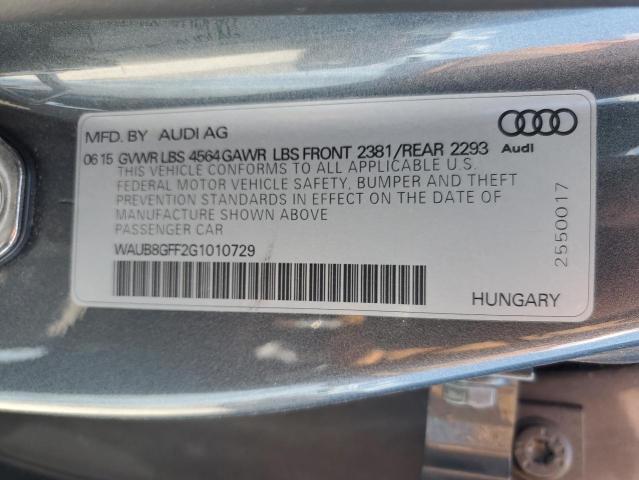 MFD. BY AUDI AG
06 15 GVWR LBS 4564 GAWR LBS FRONT 2381/REAR 2293
Audi
THIS VEHICLE CONFORMS TO ALL APPLICABLE U.S.
FEDERAL MOTOR VEHICLE SAFETY, BUMPER AND THEFT
PREVENTION STANDARDS IN EFFECT ON THE DATE OF
MANUFACTURE SHOWN ABOVE
PASSENGER CAR
WAUB8GFF2G1010729
HUNGARY
2550017